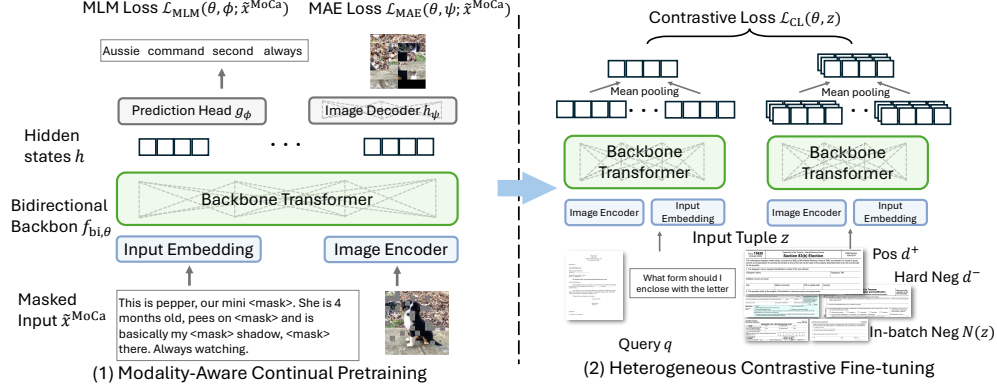 MLM Loss ℒ_MLM(θ, ϕ; x̃^MoCa)
MAE Loss ℒ_MAE(θ, ψ; x̃^MoCa)
Aussie command second always
Prediction Head g_ϕ
Image Decoder h_ψ
Hidden
states h
. . .
Backbone Transformer
Bidirectional
Backbon f_bi,θ
Input Embedding
Image Encoder
Masked
Input x̃^MoCa
This is pepper, our mini <mask>. She is 4
months old, pees on <mask> and is
basically my <mask> shadow, <mask>
there. Always watching.
(1) Modality-Aware Continual Pretraining
Contrastive Loss ℒ_CL(θ, z)
Mean pooling
Mean pooling
. . .
. . .
Backbone
Transformer
Backbone
Transformer
Image Encoder
Input
Embedding
Image Encoder
Input
Embedding
Input Tuple z
What form should I
enclose with the letter
Section 83(b) Election
Pos d⁺
Hard Neg d⁻
In-batch Neg N(z)
Query q
(2) Heterogeneous Contrastive Fine-tuning